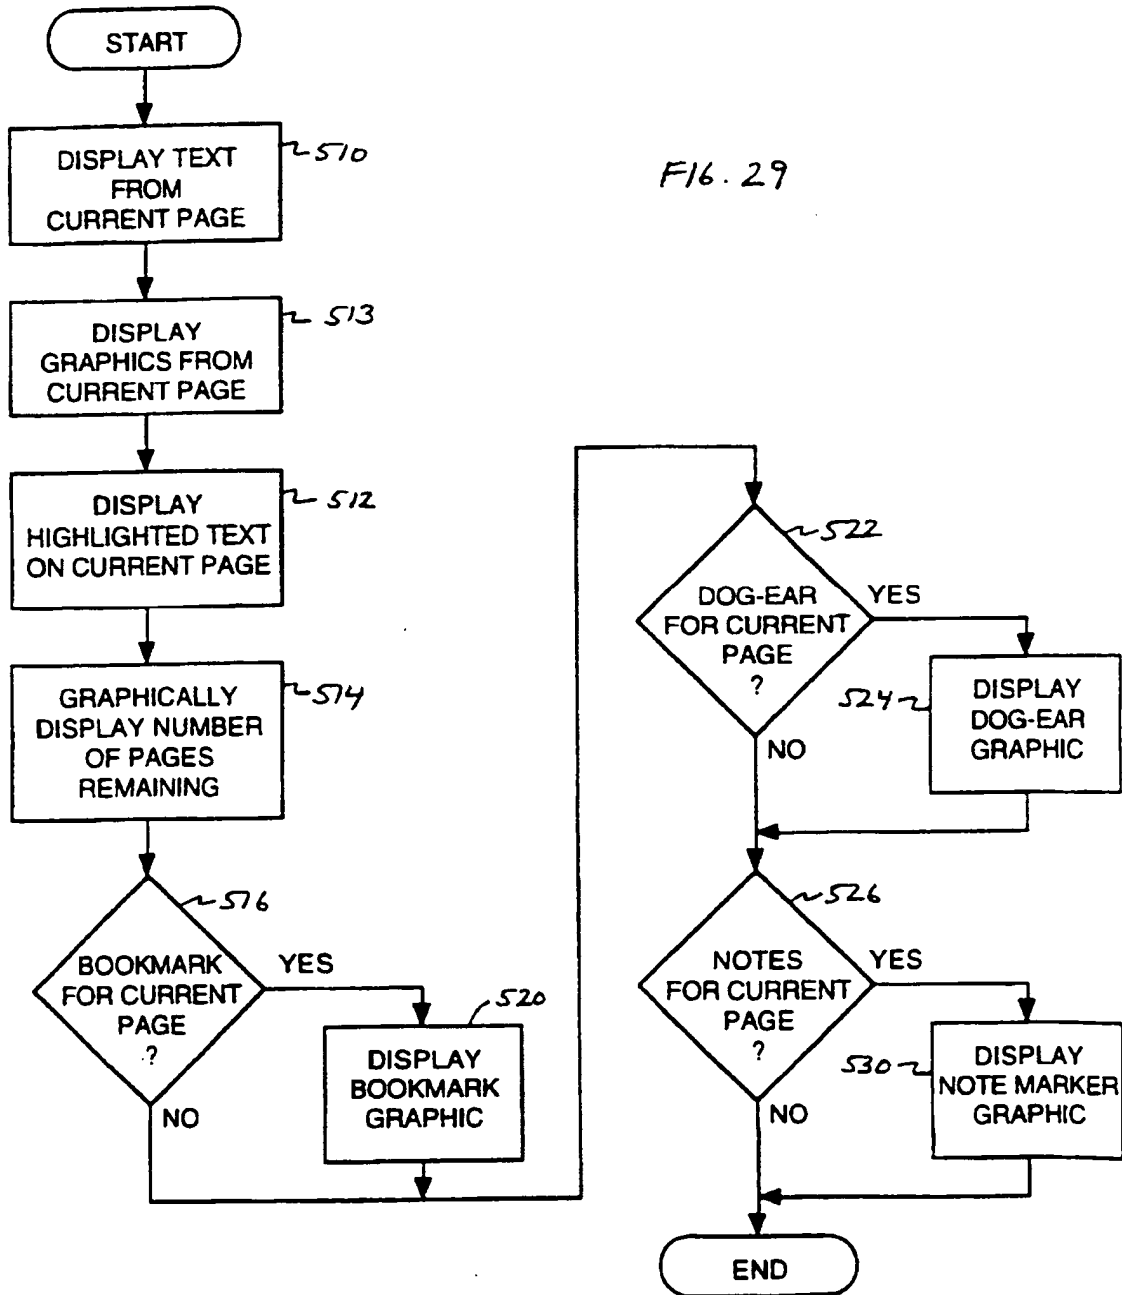 START
DISPLAY TEXT
FROM
CURRENT PAGE
510
FIG. 29
DISPLAY
GRAPHICS FROM
CURRENT PAGE
513
DISPLAY
HIGHLIGHTED TEXT
ON CURRENT PAGE
512
GRAPHICALLY
DISPLAY NUMBER
OF PAGES
REMAINING
514
BOOKMARK
FOR CURRENT
PAGE
?
516
YES
NO
DISPLAY
BOOKMARK
GRAPHIC
520
DOG-EAR
FOR CURRENT
PAGE
?
522
YES
NO
DISPLAY
DOG-EAR
GRAPHIC
524
NOTES
FOR CURRENT
PAGE
?
526
YES
NO
DISPLAY
NOTE MARKER
GRAPHIC
530
END